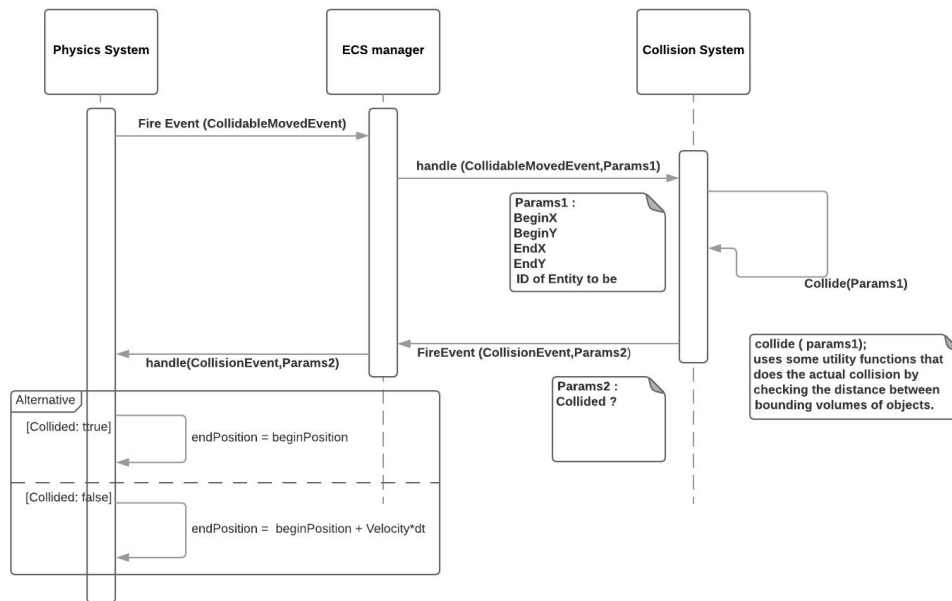 Physics System
ECS manager
Collision System
Fire Event (CollidableMovedEvent)
handle (CollidableMovedEvent,Params1)
Params1 :
BeginX
BeginY
EndX
EndY
ID of Entity to be
Collide(Params1)
handle(CollisionEvent,Params2)
FireEvent (CollisionEvent,Params2)
collide ( params1);
uses some utility functions that
does the actual collision by
checking the distance between
bounding volumes of objects.
Params2 :
Collided ?
Alternative
[Collided: ttrue]
endPosition = beginPosition
[Collided: false]
endPosition = beginPosition + Velocity*dt